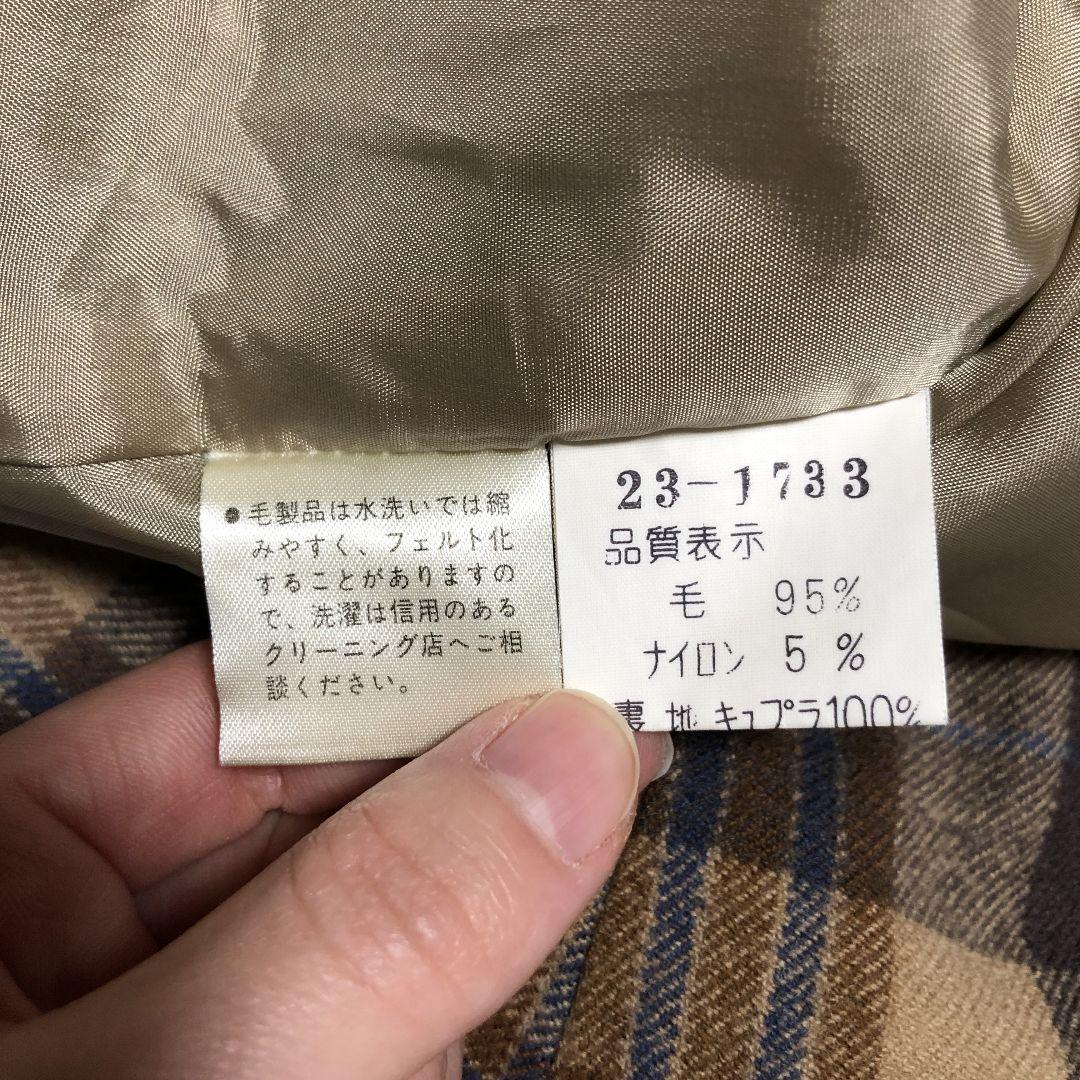 ●毛製品は水洗いでは縮
みやすく、フェルト化
することがありますの
で、洗濯は信用のある
クリーニング店へご相
談ください。
23-1733
品質表示
毛 95%
ナイロン 5%
裏地 キュプラ100%